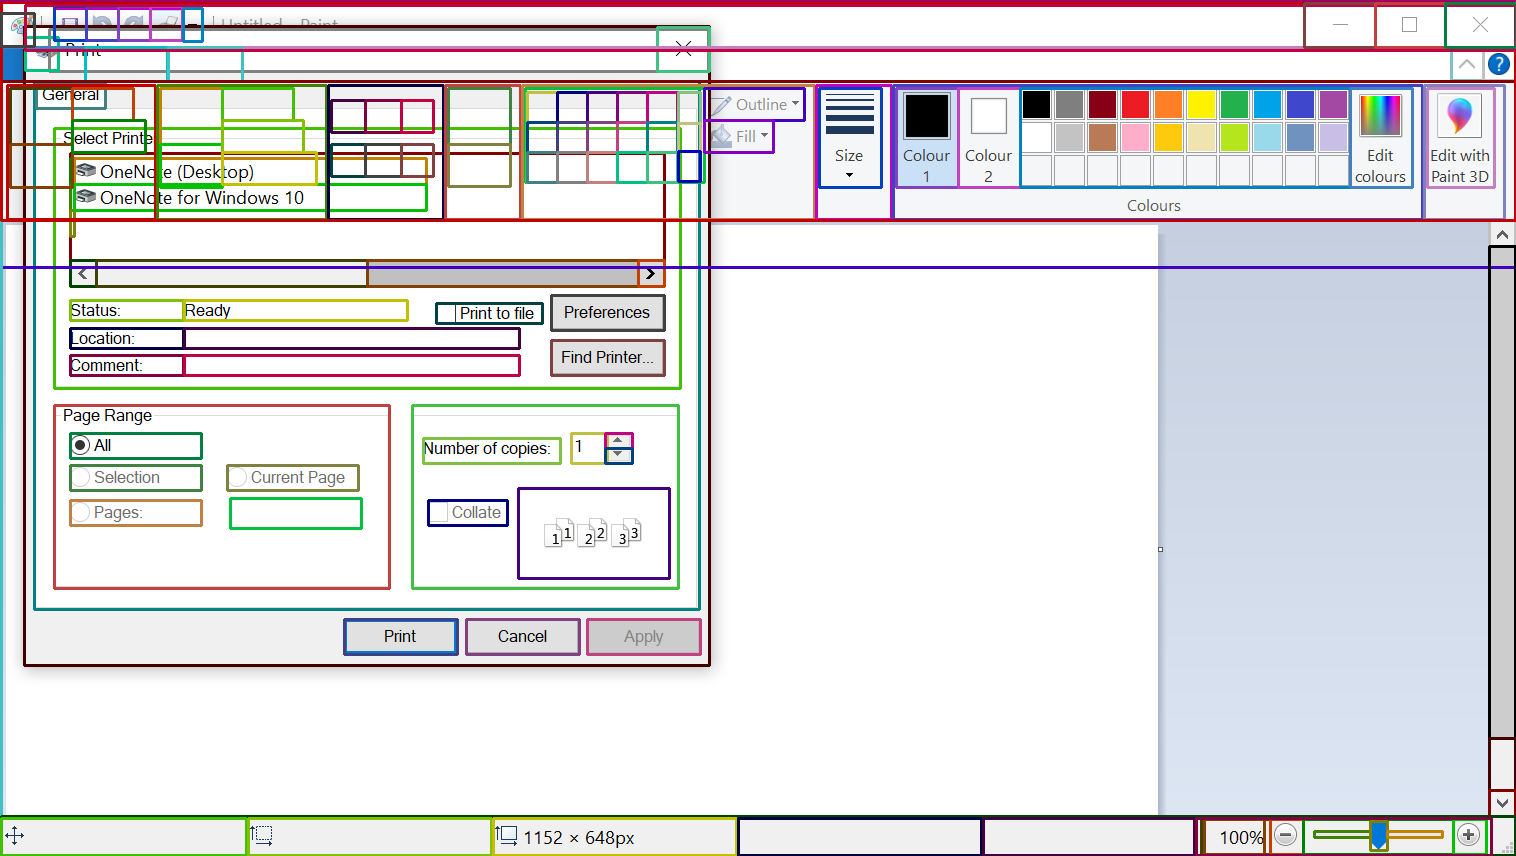 Untitled - Paint
Print
General
Outline
Fill
Size
Colour
1
Colour
2
Edit
colours
Edit with
Paint 3D
Colours
Select Printe
OneNote (Desktop)
OneNote for Windows 10
Status:
Ready
Print to file
Preferences
Location:
Comment:
Find Printer...
Page Range
All
Selection
Current Page
Pages:
Number of copies:
1
Collate
1 1 2 2 3 3
Print
Cancel
Apply
1152 × 648px
100%